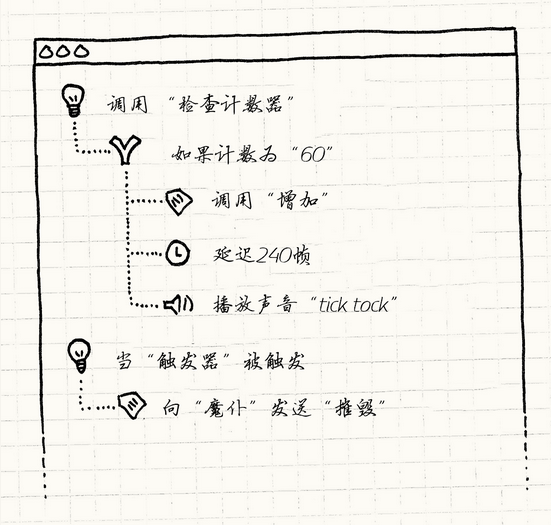 调用 “检查计数器”
如果计数为 “60”
调用 “增加”
延迟240帧
播放声音 “tick tock”
当 “触发器” 被触发
向 “魔仆” 发送 “摧毁”